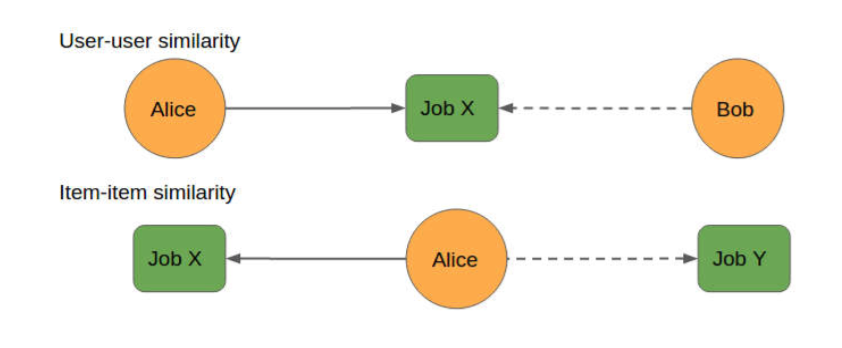 User-user similarity
Alice Job X Bob
Item-item similarity
Job X Alice Job Y